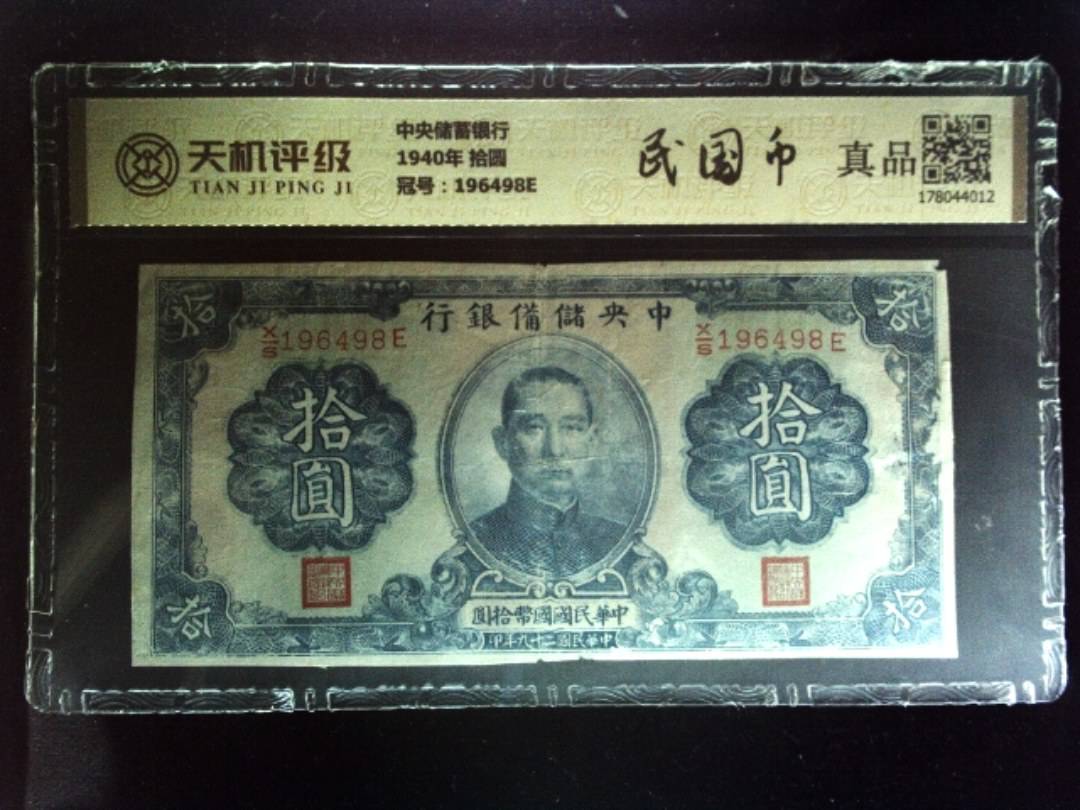 天机评级
TIAN JI PING JI
中央储蓄银行
1940年 拾圆
冠号：196498E
民国币
真品
178044012
拾
拾
行銀備儲央中
X/S 196498E
X/S 196498E
拾圓
拾圓
圓拾幣國國民華中
印年九十二國民華中
拾
拾